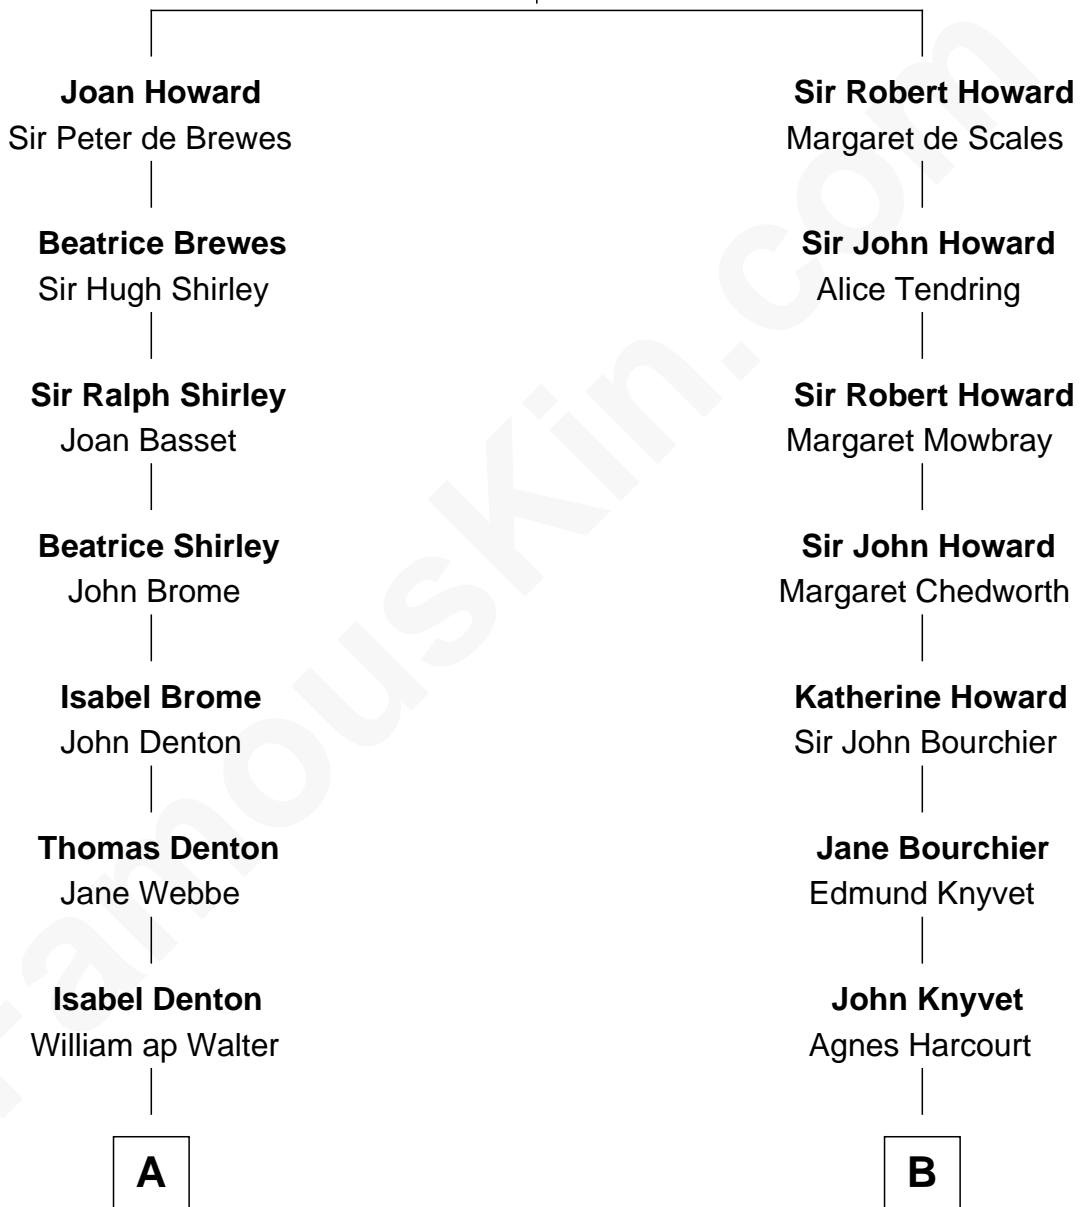 Joan Howard
Sir Peter de Brewes
Beatrice Brewes
Sir Hugh Shirley
Sir Ralph Shirley
Joan Basset
Beatrice Shirley
John Brome
Isabel Brome
John Denton
Thomas Denton
Jane Webbe
Isabel Denton
William ap Walter
A
Sir Robert Howard
Margaret de Scales
Sir John Howard
Alice Tendring
Sir Robert Howard
Margaret Mowbray
Sir John Howard
Margaret Chedworth
Katherine Howard
Sir John Bourchier
Jane Bourchier
Edmund Knyvet
John Knyvet
Agnes Harcourt
B
FamousKin.com